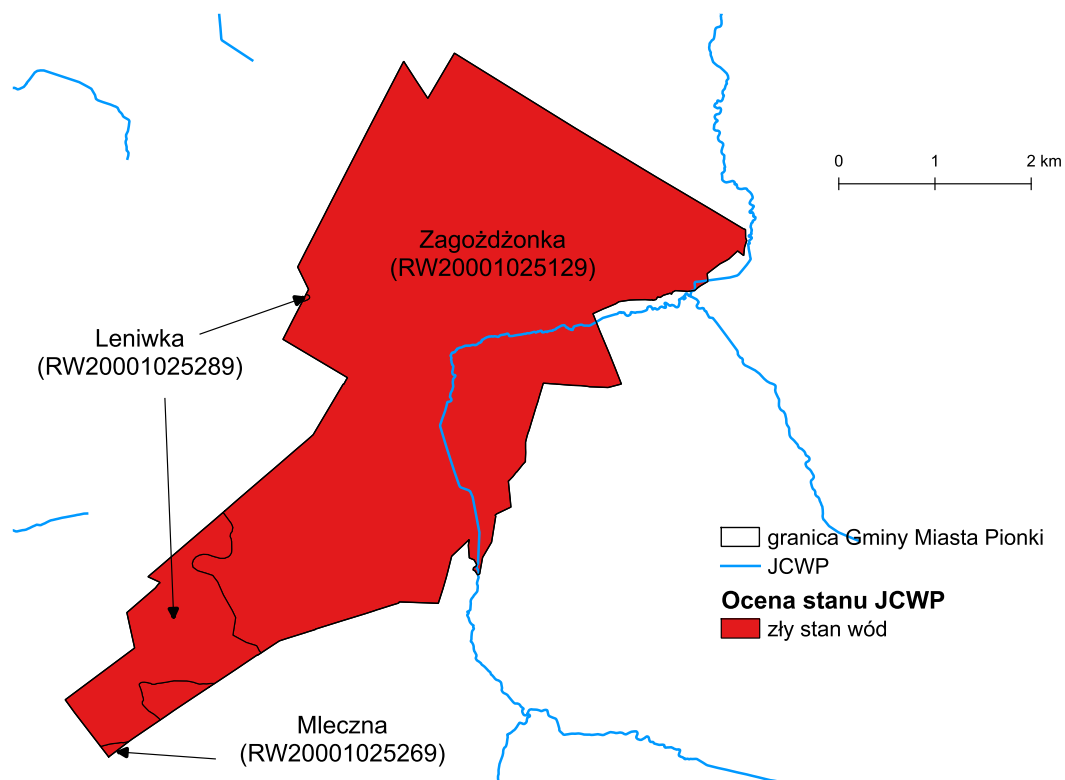 0 1 2 km
Zagożdżonka
(RW20001025129)
Leniwka
(RW20001025289)
granica Gminy Miasta Pionki
JCWP
Ocena stanu JCWP
zły stan wód
Mleczna
(RW20001025269)